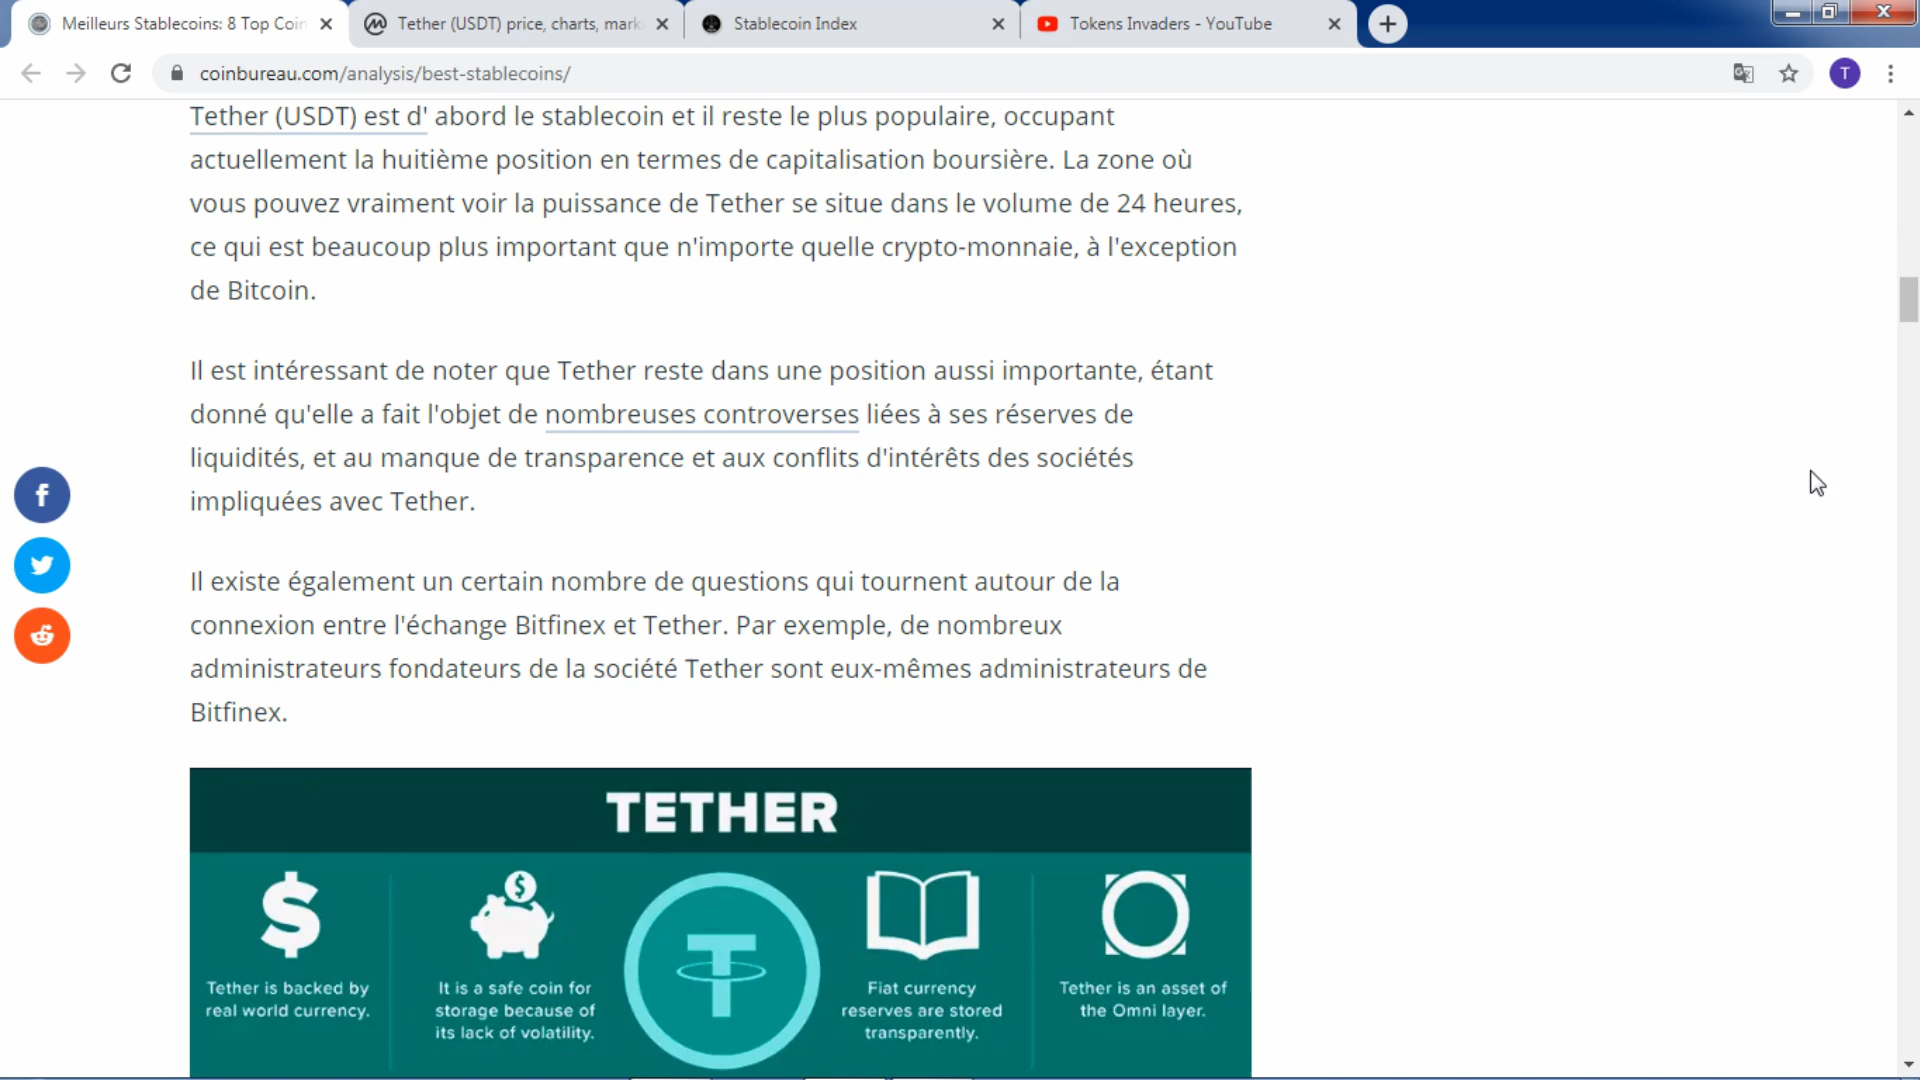 Meilleurs Stablecoins: 8 Top Coin
Tether (USDT) price, charts, mark
Stablecoin Index
Tokens Invaders - YouTube
coinbureau.com/analysis/best-stablecoins/
T
Tether (USDT) est d' abord le stablecoin et il reste le plus populaire, occupant
actuellement la huitième position en termes de capitalisation boursière. La zone où
vous pouvez vraiment voir la puissance de Tether se situe dans le volume de 24 heures,
ce qui est beaucoup plus important que n'importe quelle crypto-monnaie, à l'exception
de Bitcoin.
Il est intéressant de noter que Tether reste dans une position aussi importante, étant
donné qu'elle a fait l'objet de nombreuses controverses liées à ses réserves de
liquidités, et au manque de transparence et aux conflits d'intérêts des sociétés
impliquées avec Tether.
Il existe également un certain nombre de questions qui tournent autour de la
connexion entre l'échange Bitfinex et Tether. Par exemple, de nombreux
administrateurs fondateurs de la société Tether sont eux-mêmes administrateurs de
Bitfinex.
TETHER
Tether is backed by
real world currency.
It is a safe coin for
storage because of
its lack of volatility.
Fiat currency
reserves are stored
transparently.
Tether is an asset of
the Omni layer.